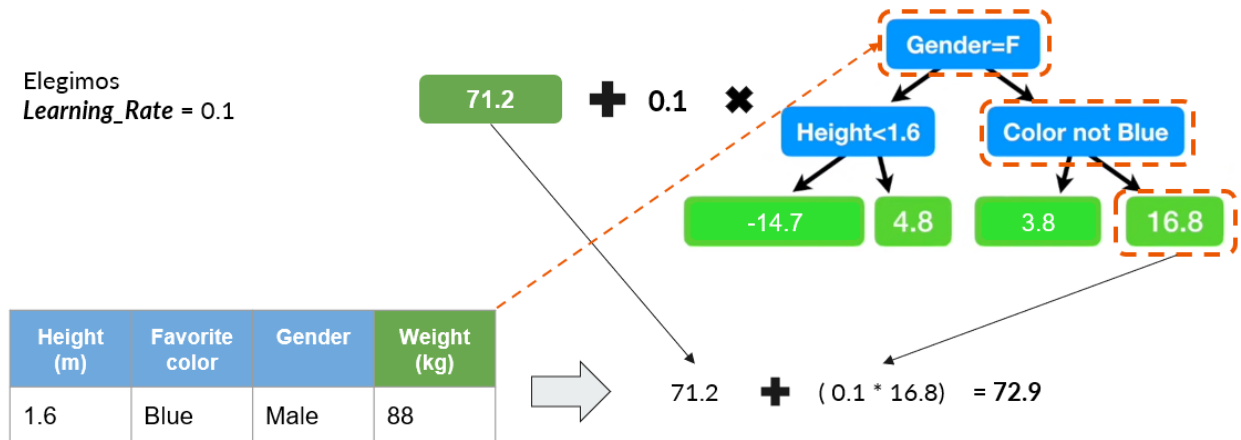 Elegimos
Learning_Rate = 0.1
71.2 + 0.1 ×
Gender=F
Height<1.6 Color not Blue
-14.7 4.8 3.8 16.8
Height (m) Favorite color Gender Weight (kg)
1.6 Blue Male 88
71.2 + ( 0.1 * 16.8) = 72.9